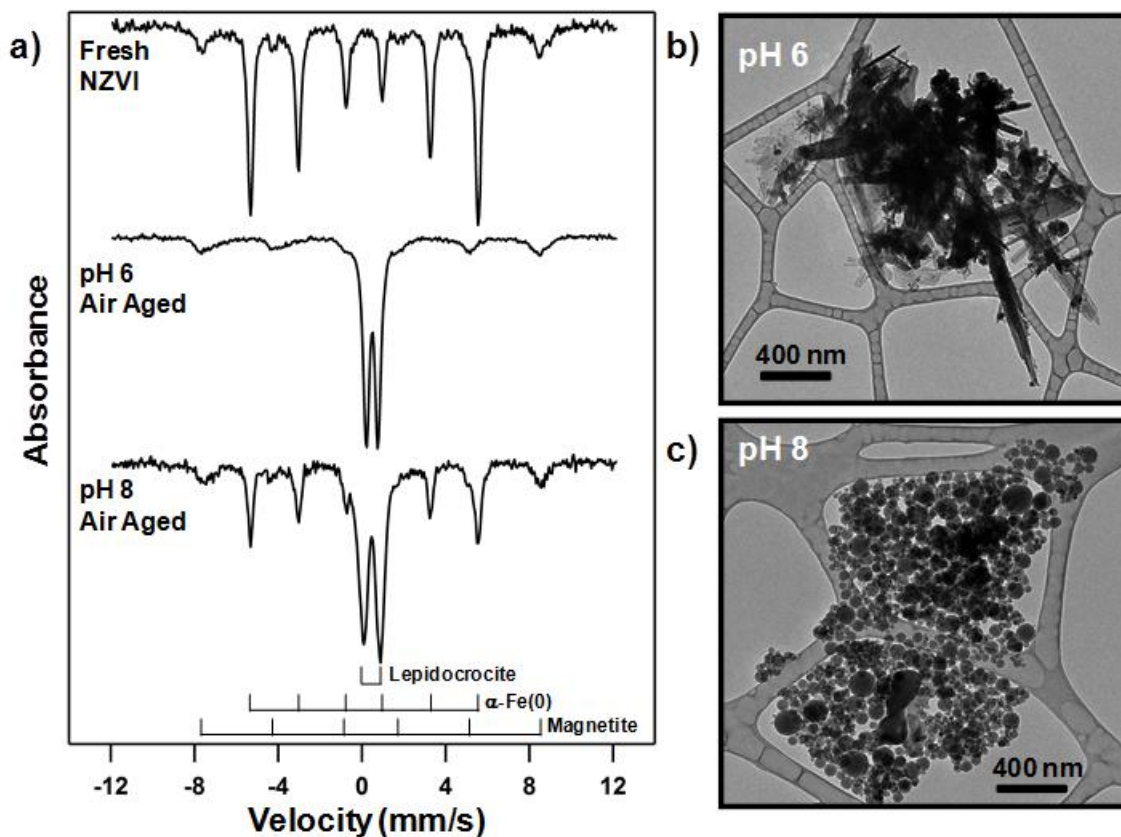 a)
Fresh
NZVI
pH 6
Air Aged
pH 8
Air Aged
Lepidocrocite
α-Fe(0)
Magnetite
-12 -8 -4 0 4 8 12
Velocity (mm/s)
Absorbance
b)
pH 6
400 nm
c)
pH 8
400 nm